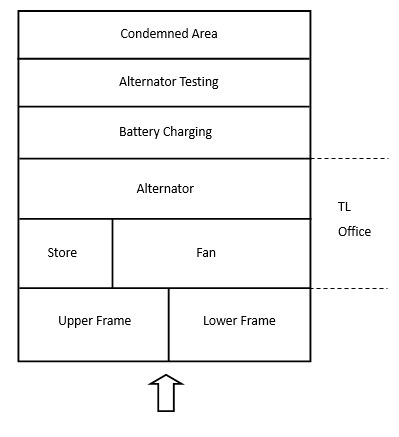 Condemned Area
Alternator Testing
Battery Charging
Alternator
TL
Office
Store
Fan
Upper Frame
Lower Frame